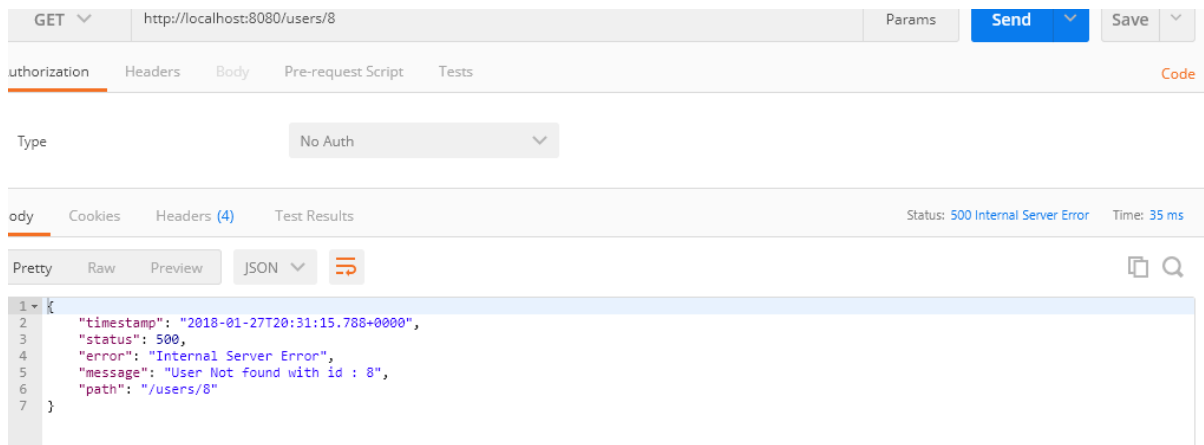 GET http://localhost:8080/users/8 Params Send Save
uthorization Headers Body Pre-request Script Tests Code
Type No Auth
ody Cookies Headers (4) Test Results Status: 500 Internal Server Error Time: 35 ms
Pretty Raw Preview JSON
1 {
2 "timestamp": "2018-01-27T20:31:15.788+0000",
3 "status": 500,
4 "error": "Internal Server Error",
5 "message": "User Not found with id : 8",
6 "path": "/users/8"
7 }